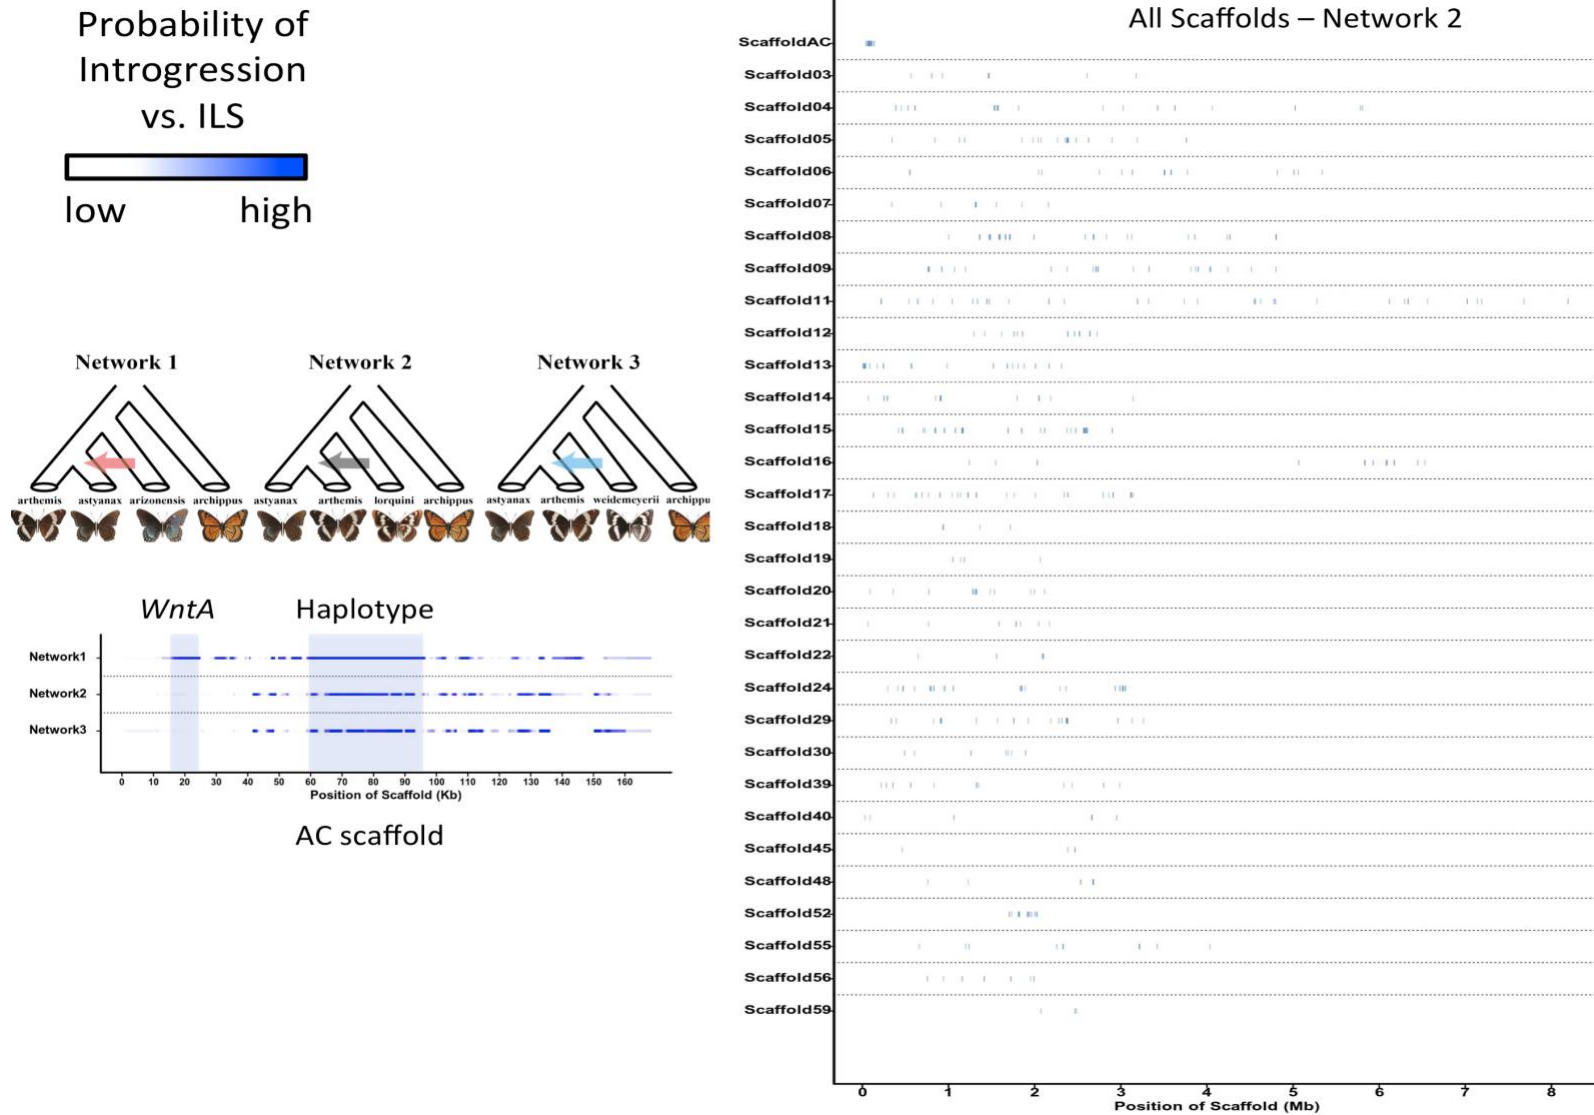 Probability of
Introgression
vs. ILS
low high
Network 1 Network 2 Network 3
arthemis astyanax arizonensis archippus astyanax arthemis lorquini archippus astyanax arthemis weidemeyerii archippu
WntA Haplotype
Network1
Network2
Network3
0 10 20 30 40 50 60 70 80 90 100 110 120 130 140 150 160
Position of Scaffold (Kb)
AC scaffold
All Scaffolds – Network 2
ScaffoldAC
Scaffold03
Scaffold04
Scaffold05
Scaffold06
Scaffold07
Scaffold08
Scaffold09
Scaffold11
Scaffold12
Scaffold13
Scaffold14
Scaffold15
Scaffold16
Scaffold17
Scaffold18
Scaffold19
Scaffold20
Scaffold21
Scaffold22
Scaffold24
Scaffold29
Scaffold30
Scaffold39
Scaffold40
Scaffold45
Scaffold48
Scaffold52
Scaffold55
Scaffold56
Scaffold59
0 1 2 3 4 5 6 7 8
Position of Scaffold (Mb)